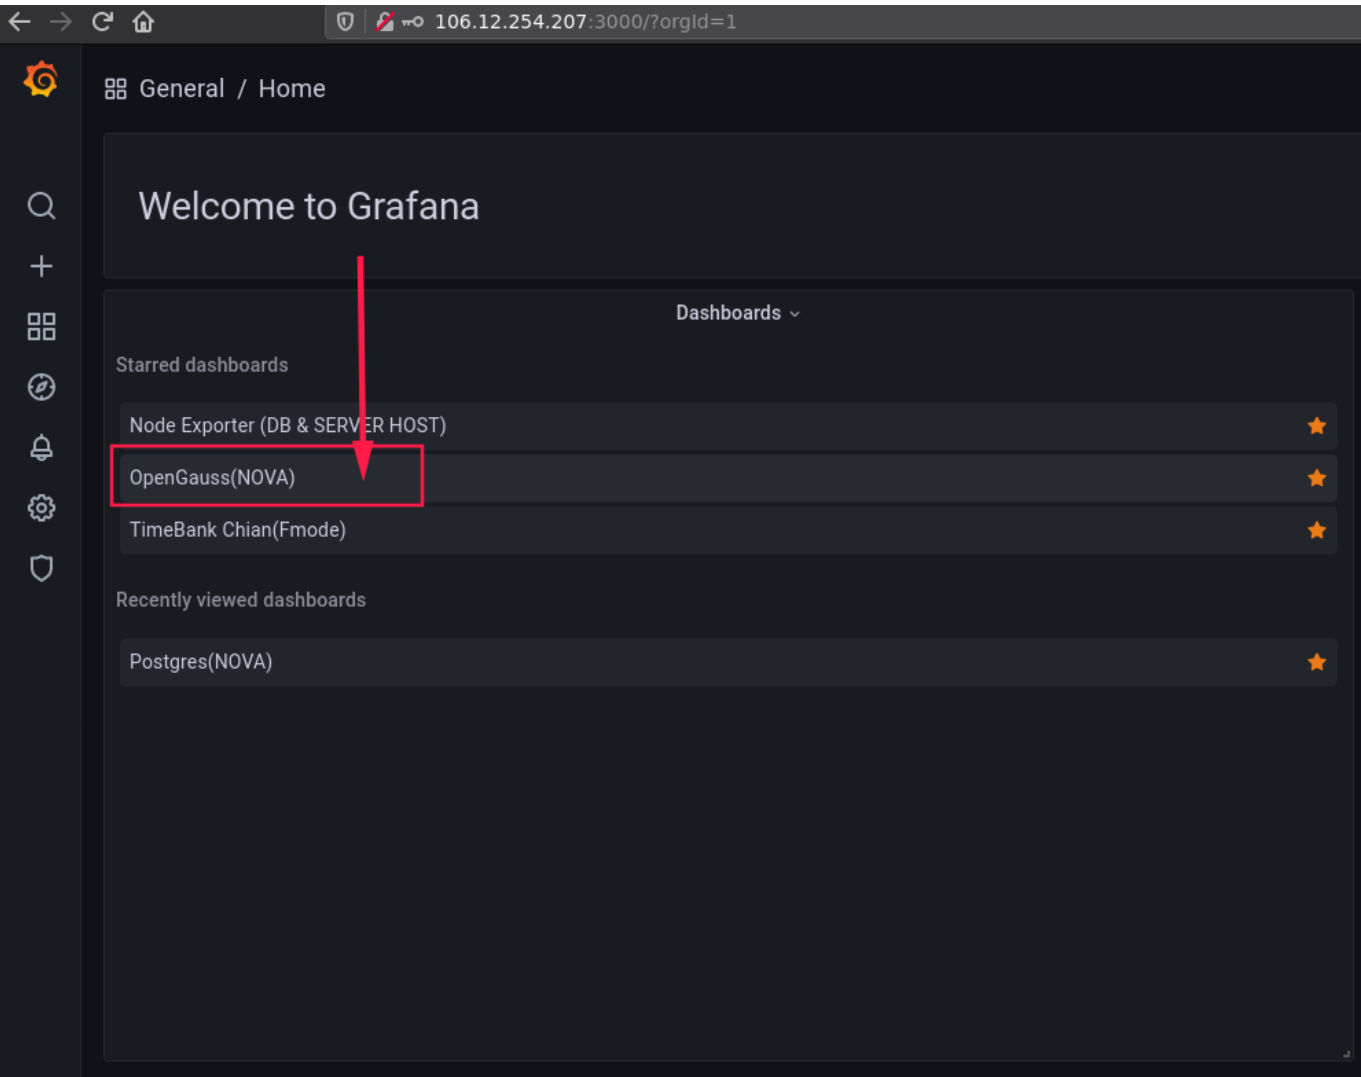 106.12.254.207:3000/?orgId=1
General / Home
Welcome to Grafana
Dashboards
Starred dashboards
Node Exporter (DB & SERVER HOST)
OpenGauss(NOVA)
TimeBank Chian(Fmode)
Recently viewed dashboards
Postgres(NOVA)